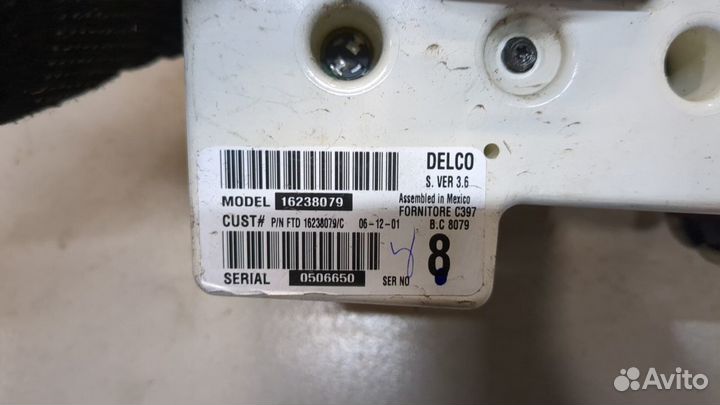 DELCO
S. VER 3.6
MODEL 16238079
Assembled in Mexico
FORNITORE C397
CUST# P/N FTD 16238079/C 06-12-01 B.C 8079
8
SERIAL 0506650 SER NO
Avito